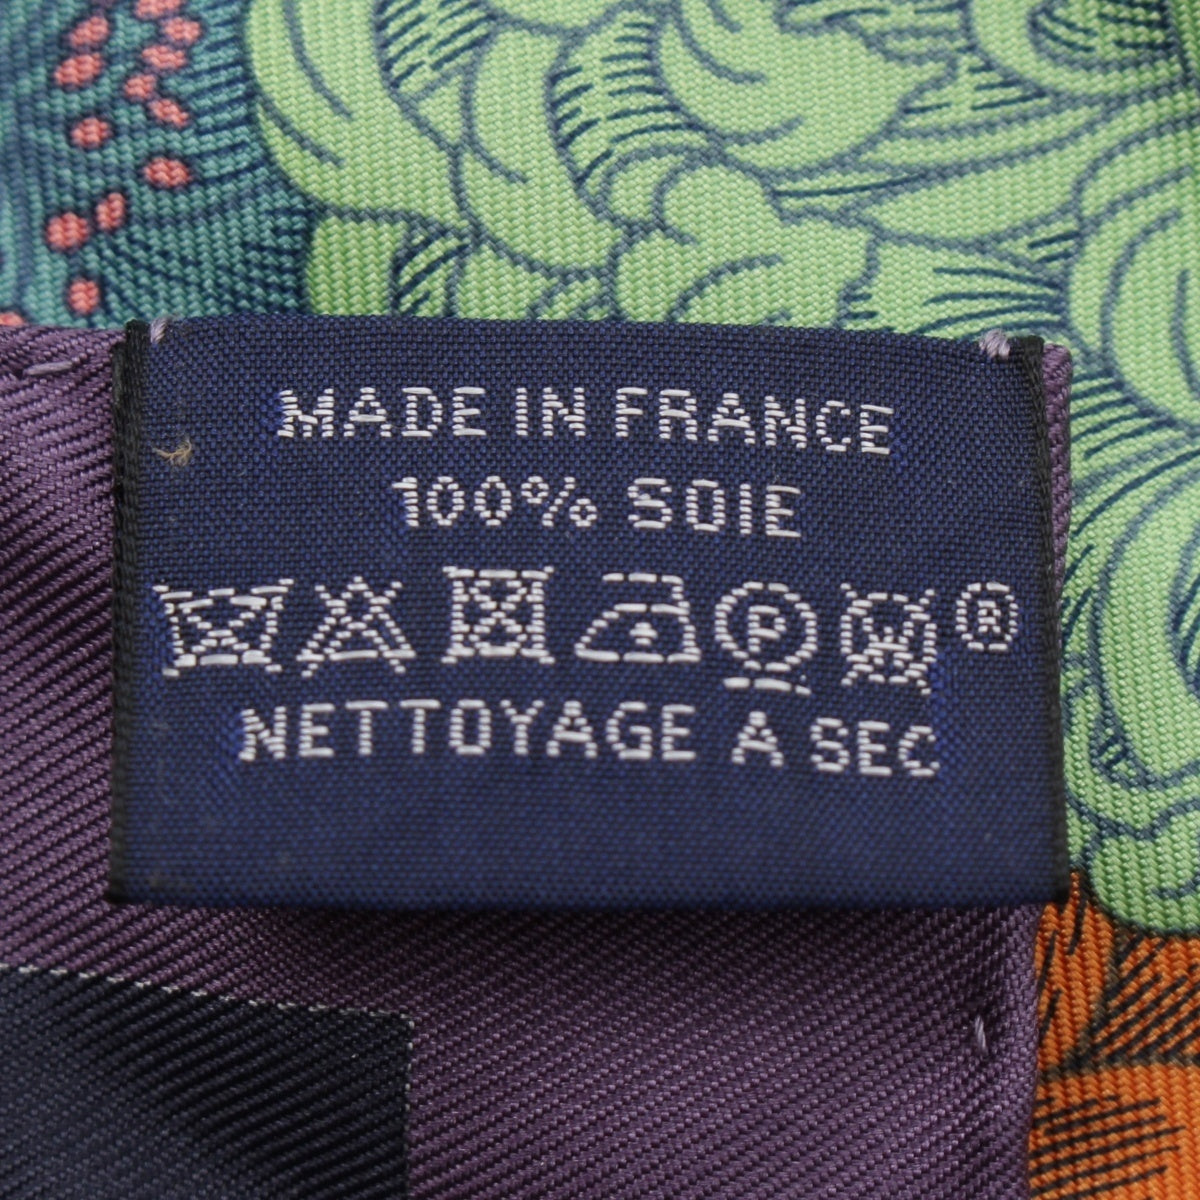 MADE IN FRANCE
100% SOIE
P W ®
NETTOYAGE A SEC